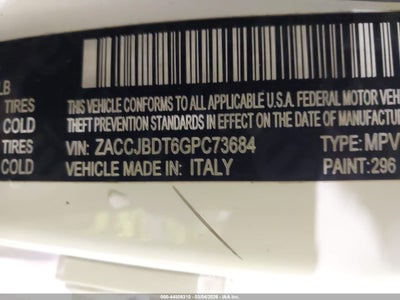 LB
TIRES
COLD
TIRES
COLD
THIS VEHICLE CONFORMS TO ALL APPLICABLE U.S.A. FEDERAL MOTOR VEH
THEFT PREVENTION STANDARDS IN EFFECT ON THE DATE OF MANUFACTUR
VIN: ZACCJBDT6GPC73684 TYPE: MPV
VEHICLE MADE IN ITALY PAINT: 296